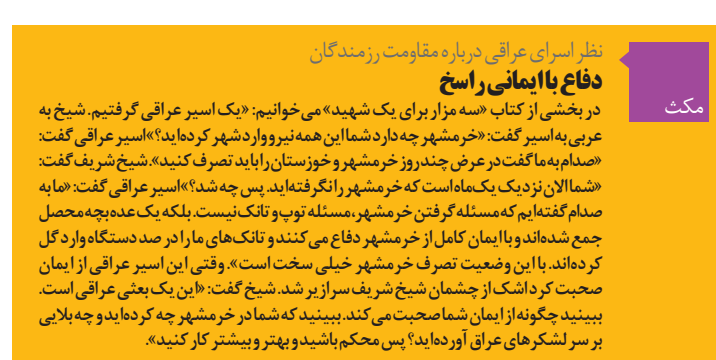 مکث
نظر اسرای عراقی درباره مقاومت رزمندگان
دفاع با ایمانی راسخ
در بخشی از کتاب «سه مزار برای یک شهید» می‌خوانیم: «یک اسیر عراقی گرفتیم. شیخ به
عربی به اسیر گفت: «خرمشهر چه دارد شما این همه نیرو وارد شهر کرده‌اید؟» اسیر عراقی گفت:
«صدام به ما گفت در عرض چند روز خرمشهر و خوزستان را باید تصرف کنید». شیخ شریف گفت:
«شما الان نزدیک یک ماه است که خرمشهر را نگرفته‌اید. پس چه شد؟» اسیر عراقی گفت: «ما به
صدام گفته‌ایم که مسئله گرفتن خرمشهر، مسئله توپ و تانک نیست. بلکه یک عده بچه محصل
جمع شده‌اند و با ایمان کامل از خرمشهر دفاع می‌کنند و تانک‌های ما را در صد دستگاه وارد گل
کرده‌اند. با این وضعیت تصرف خرمشهر خیلی سخت است». وقتی این اسیر عراقی از ایمان
صحبت کرد اشک از چشمان شیخ شریف سرازیر شد. شیخ گفت: «این یک بعثی عراقی است.
ببینید چگونه از ایمان شما صحبت می‌کند. ببینید که شما در خرمشهر چه کرده‌اید و چه بلایی
بر سر لشکرهای عراق آورده‌اید؟ پس محکم باشید و بهتر و بیشتر کار کنید».